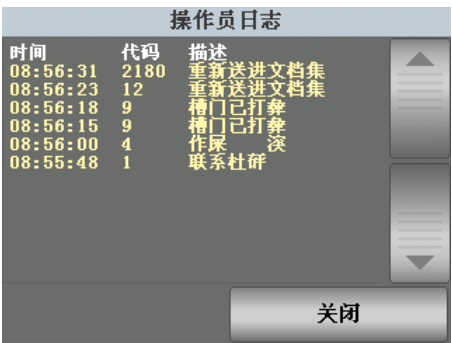 操作员日志
时间 代码 描述
08:56:31 2180 重新送进文档集
08:56:23 12 重新送进文档集
08:56:18 9 槽门已打弊
08:56:15 9 槽门已打弊
08:56:00 4 作屎 滚
08:55:48 1 联系杜
关闭